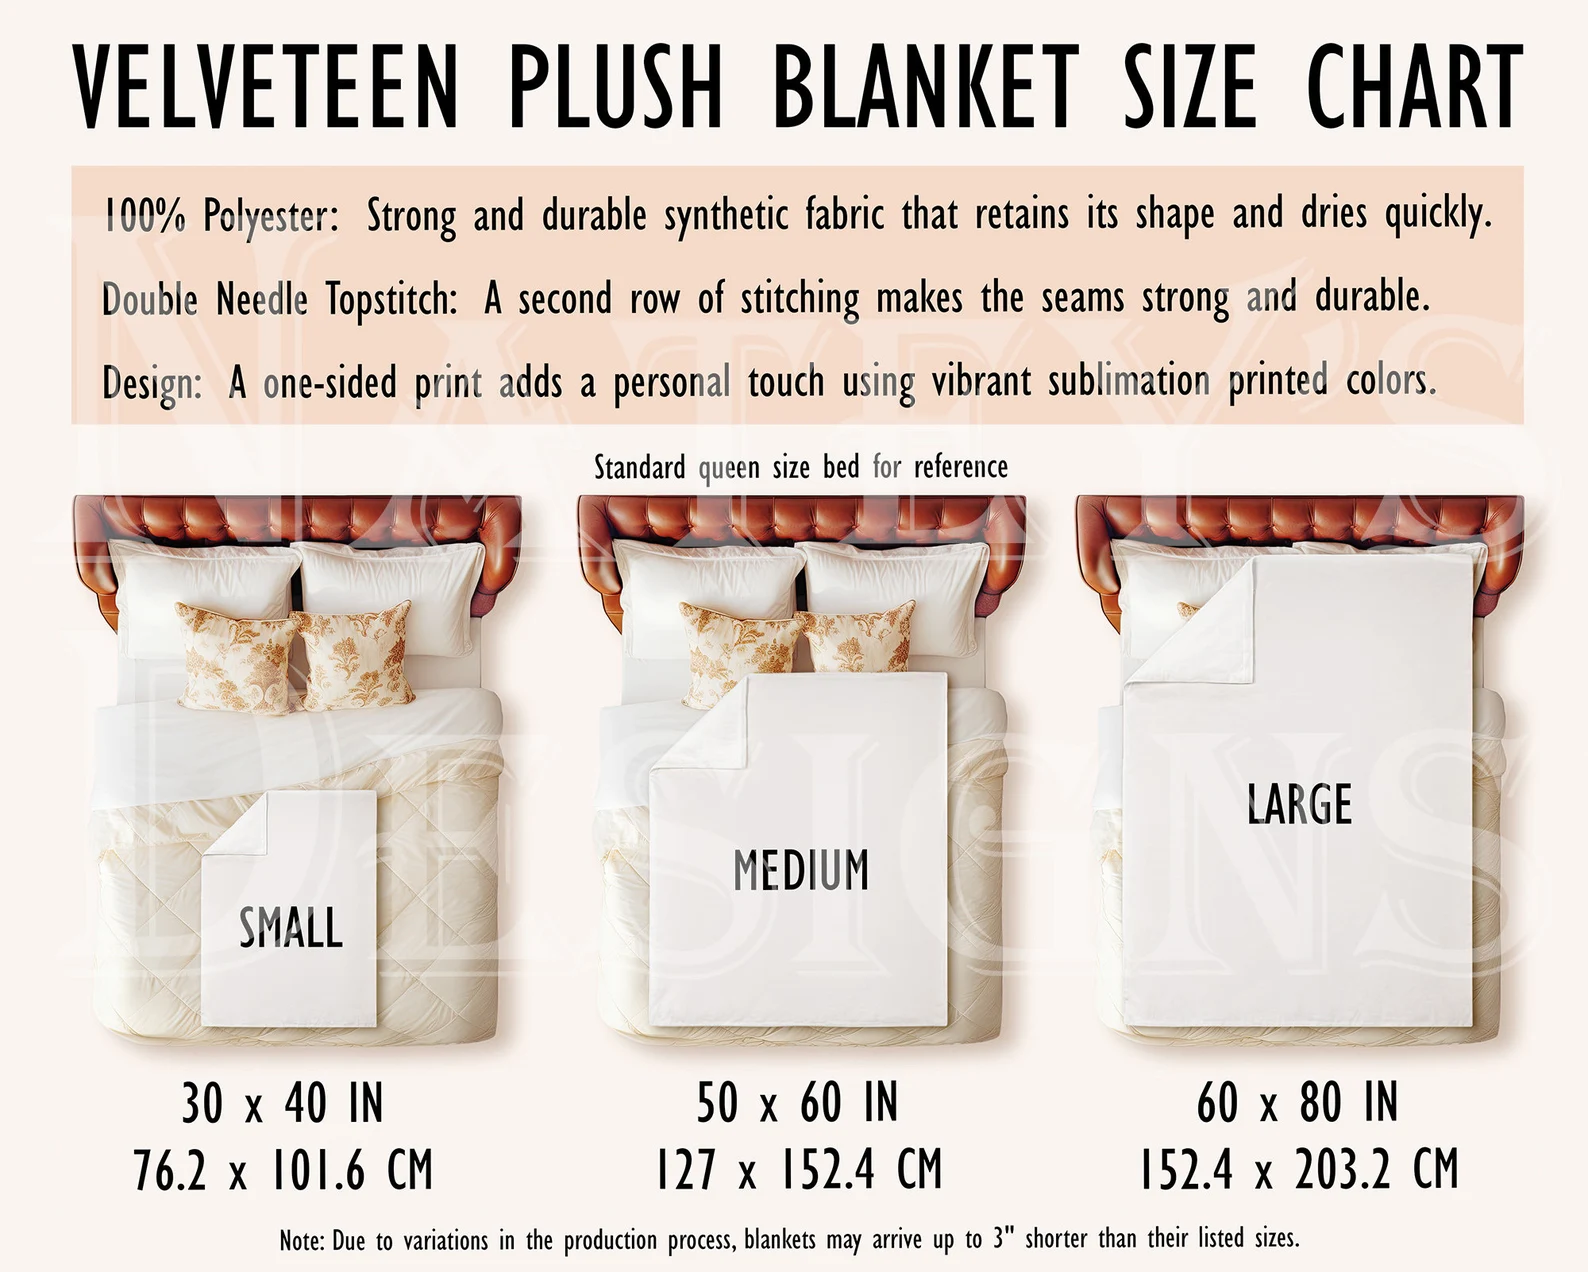 VELVETEEN PLUSH BLANKET SIZE CHART
100% Polyester: Strong and durable synthetic fabric that retains its shape and dries quickly.
Double Needle Topstitch: A second row of stitching makes the seams strong and durable.
Design: A one-sided print adds a personal touch using vibrant sublimation printed colors.
Standard queen size bed for reference
SMALL
MEDIUM
LARGE
30 x 40 IN
76.2 x 101.6 CM
50 x 60 IN
127 x 152.4 CM
60 x 80 IN
152.4 x 203.2 CM
Note: Due to variations in the production process, blankets may arrive up to 3" shorter than their listed sizes.
NATEY'S
DESIGNS